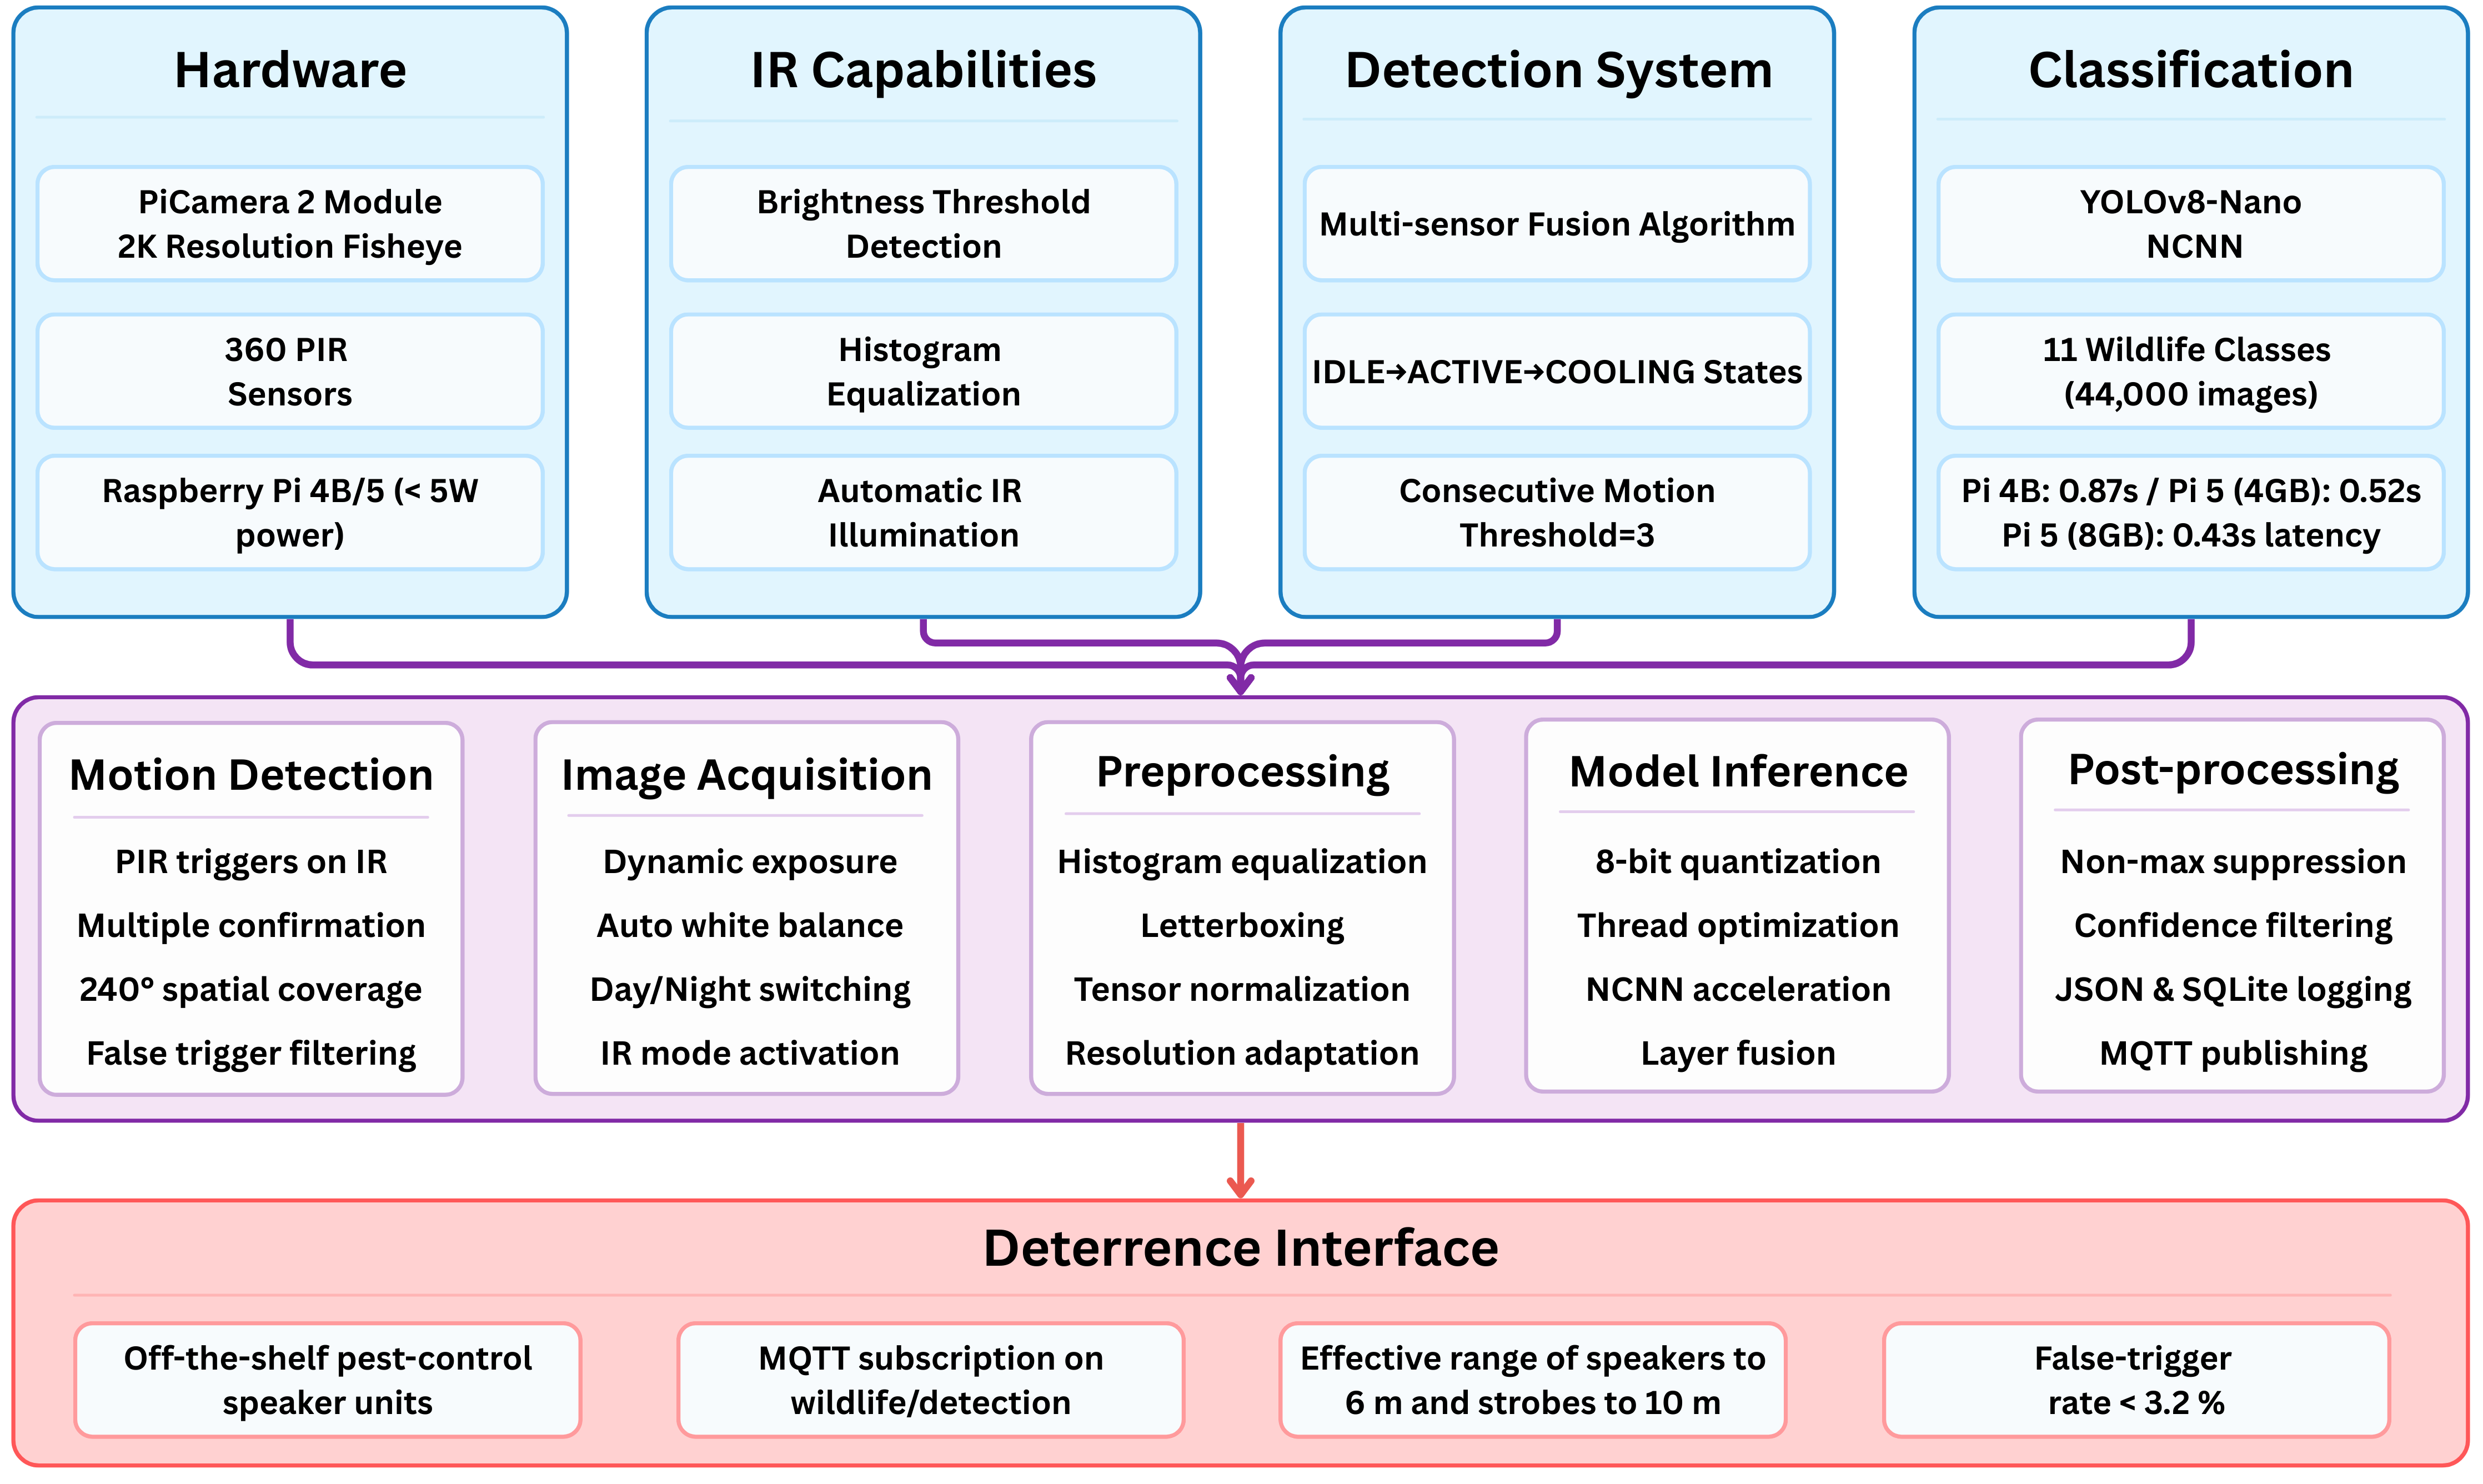 Hardware
PiCamera 2 Module
2K Resolution Fisheye
360 PIR
Sensors
Raspberry Pi 4B/5 (< 5W
power)
IR Capabilities
Brightness Threshold
Detection
Histogram
Equalization
Automatic IR
Illumination
Detection System
Multi-sensor Fusion Algorithm
IDLE→ACTIVE→COOLING States
Consecutive Motion
Threshold=3
Classification
YOLOv8-Nano
NCNN
11 Wildlife Classes
(44,000 images)
Pi 4B: 0.87s / Pi 5 (4GB): 0.52s
Pi 5 (8GB): 0.43s latency
Motion Detection
PIR triggers on IR
Multiple confirmation
240° spatial coverage
False trigger filtering
Image Acquisition
Dynamic exposure
Auto white balance
Day/Night switching
IR mode activation
Preprocessing
Histogram equalization
Letterboxing
Tensor normalization
Resolution adaptation
Model Inference
8-bit quantization
Thread optimization
NCNN acceleration
Layer fusion
Post-processing
Non-max suppression
Confidence filtering
JSON & SQLite logging
MQTT publishing
Deterrence Interface
Off-the-shelf pest-control
speaker units
MQTT subscription on
wildlife/detection
Effective range of speakers to
6 m and strobes to 10 m
False-trigger
rate < 3.2 %